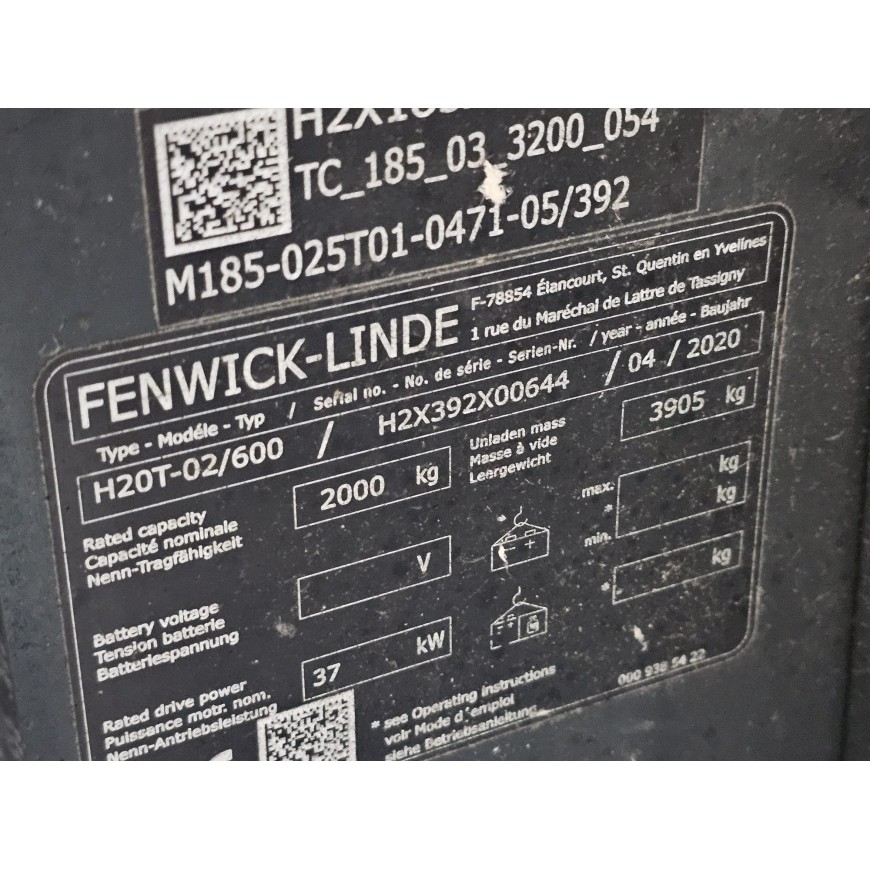 TC_185_03_3200_054
M185-025T01-0471-05/392
FENWICK-LINDE
F-78854 Élancourt, St. Quentin en Yvelines
1 rue du Maréchal de Lattre de Tassigny
Type - Modéle - Typ / Serial no. - No. de série - Serien-Nr. / year - année - Baujahr
H20T-02/600 / H2X392X00644 / 04 / 2020
Rated capacity
Capacité nominale
Nenn-Tragfähigkeit
2000 kg
Unladen mass
Masse à vide
Leergewicht
3905 kg
Battery voltage
Tension batterie
Batteriespannung
V
max. kg
* kg
min.
* kg
Rated drive power
Puissance motr. nom.
Nenn-Antriebsleistung
37 kW
* see Operating instructions
voir Mode d'emploi
siehe Betriebsanleitung
000 938 54 22